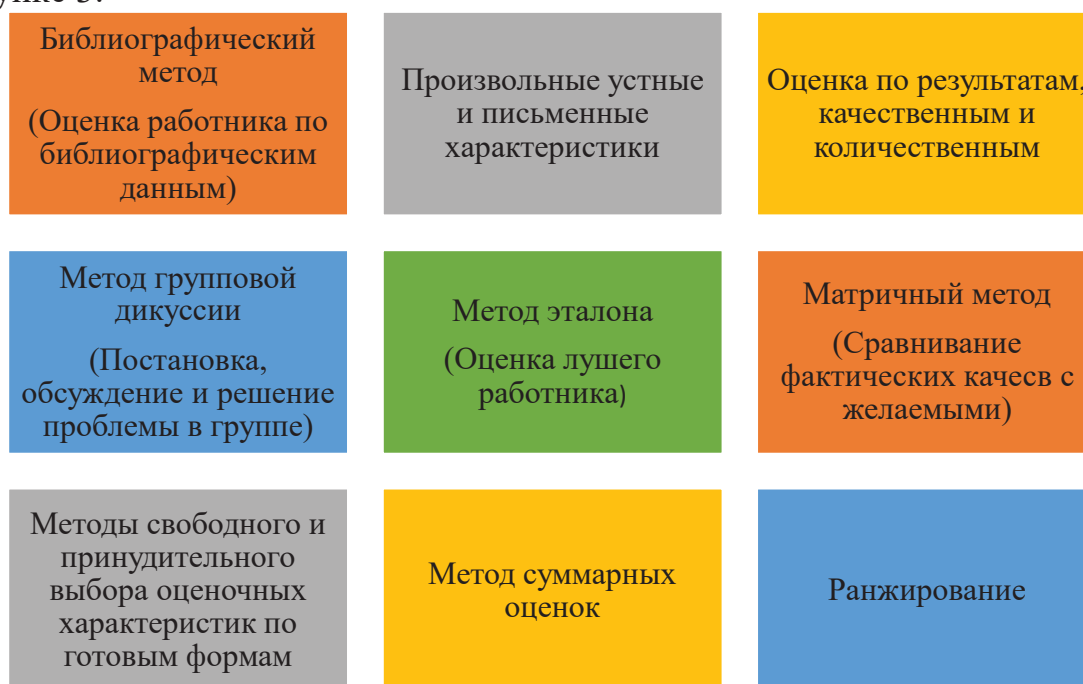 Библиографический
метод
(Оценка работника по
библиографическим
данным)
Произвольные устные
и письменные
характеристики
Оценка по результатам,
качественным и
количественным
Метод групповой
дикуссии
(Постановка,
обсуждение и решение
проблемы в группе)
Метод эталона
(Оценка лушего
работника)
Матричный метод
(Сравнивание
фактических качесв с
желаемыми)
Методы свободного и
принудительного
выбора оценочных
характеристик по
готовым формам
Метод суммарных
оценок
Ранжирование